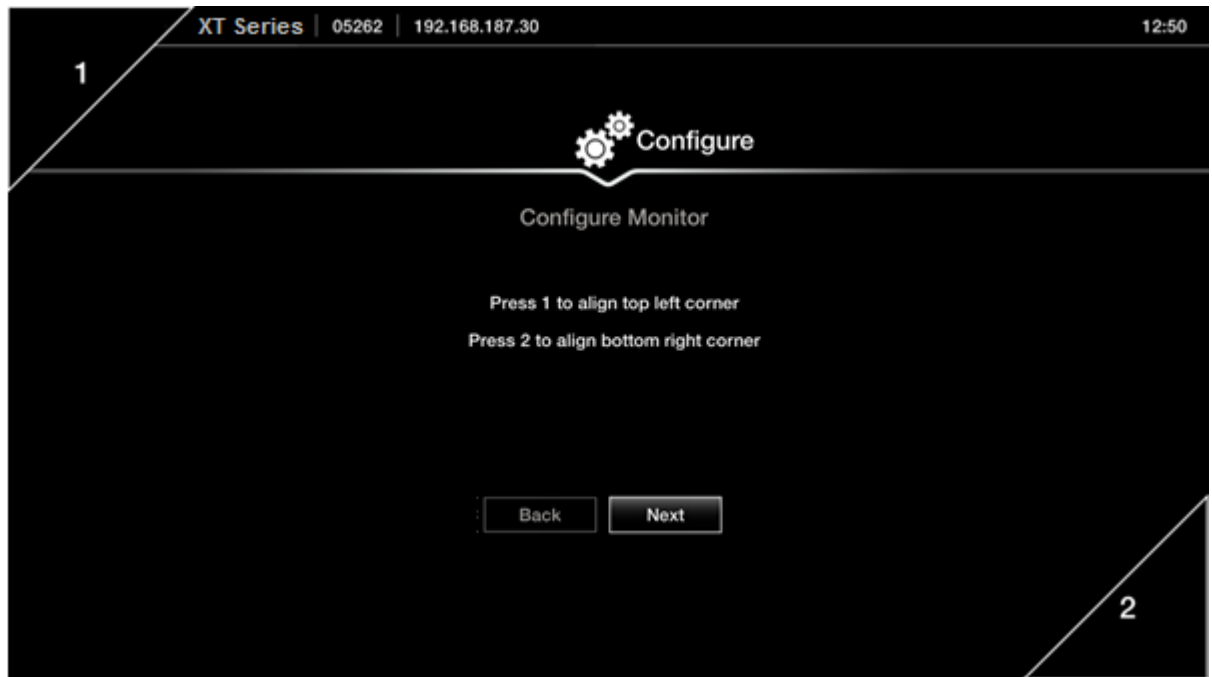 XT Series | 05262 | 192.168.187.30 12:50
1
Configure
Configure Monitor
Press 1 to align top left corner
Press 2 to align bottom right corner
Back Next
2